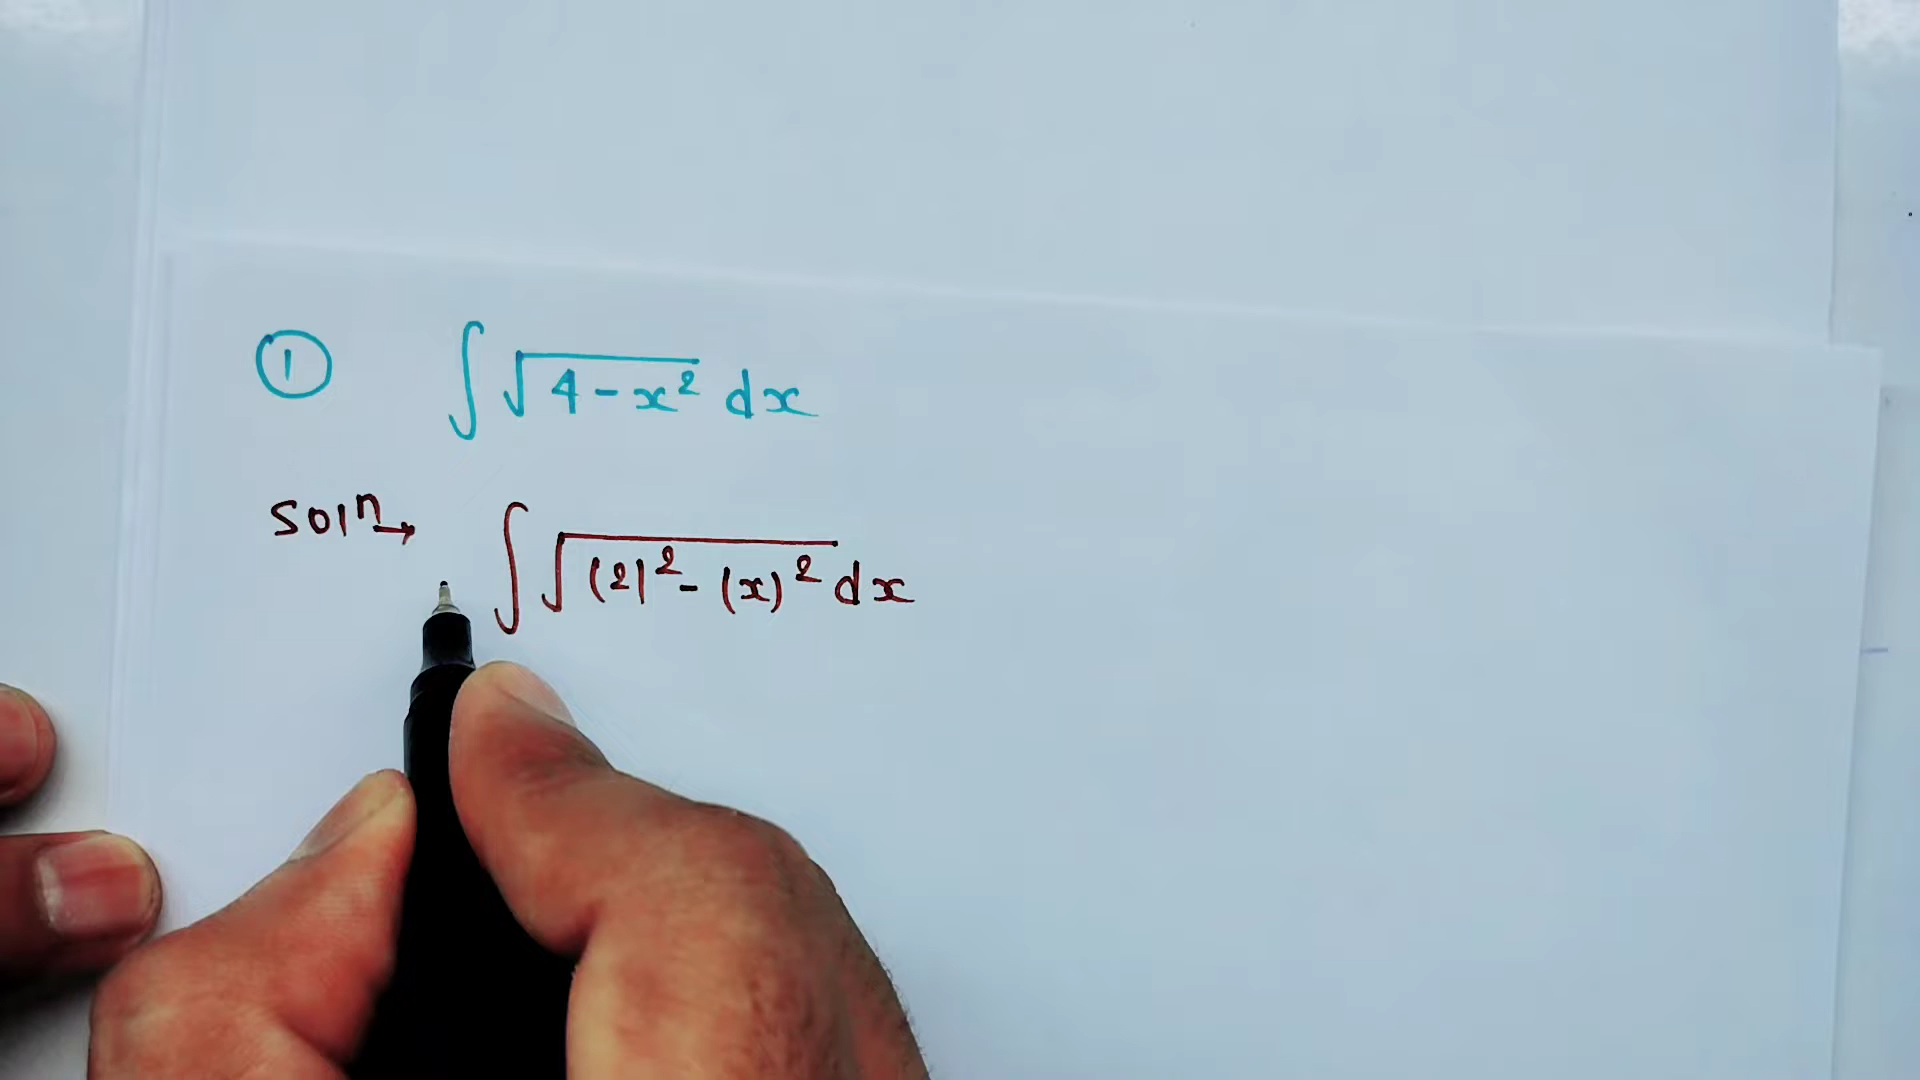 ① ∫√(4-x²) dx
Solⁿ→ ∫√((2)²-(x)²) dx